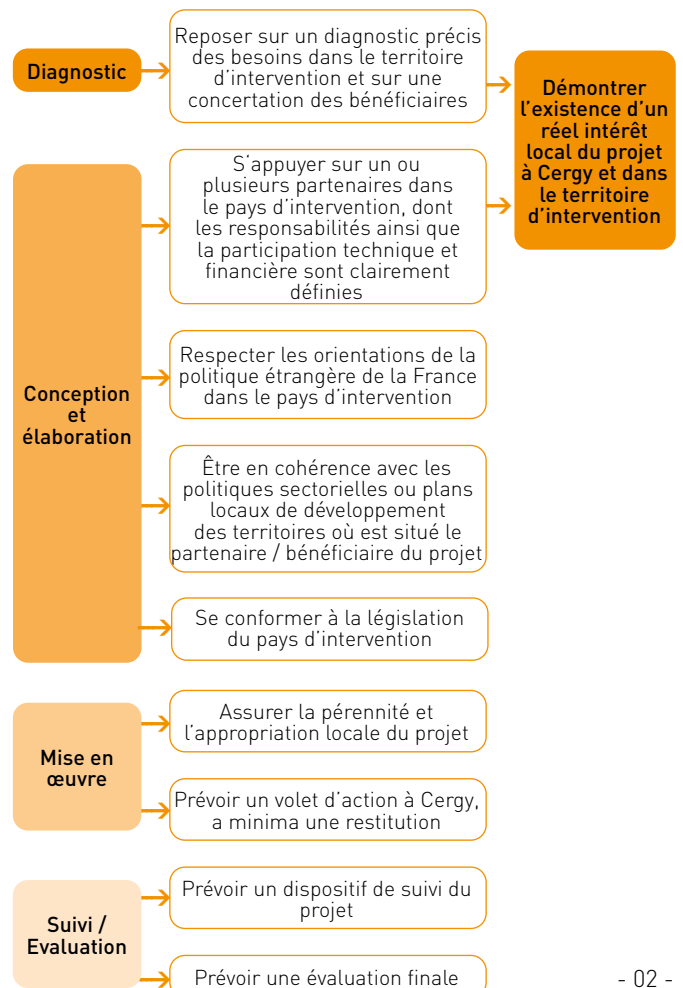 Diagnostic
Reposer sur un diagnostic précis
des besoins dans le territoire
d'intervention et sur une
concertation des bénéficiaires
Démontrer
l'existence d'un
réel intérêt
local du projet
à Cergy et dans
le territoire
d'intervention
Conception
et
élaboration
S'appuyer sur un ou
plusieurs partenaires dans
le pays d'intervention, dont
les responsabilités ainsi que
la participation technique et
financière sont clairement
définies
Respecter les orientations de la
politique étrangère de la France
dans le pays d'intervention
Être en cohérence avec les
politiques sectorielles ou plans
locaux de développement
des territoires où est situé le
partenaire / bénéficiaire du projet
Se conformer à la législation
du pays d'intervention
Mise en
œuvre
Assurer la pérennité et
l'appropriation locale du projet
Prévoir un volet d'action à Cergy,
a minima une restitution
Suivi /
Evaluation
Prévoir un dispositif de suivi du
projet
Prévoir une évaluation finale
- 02 -